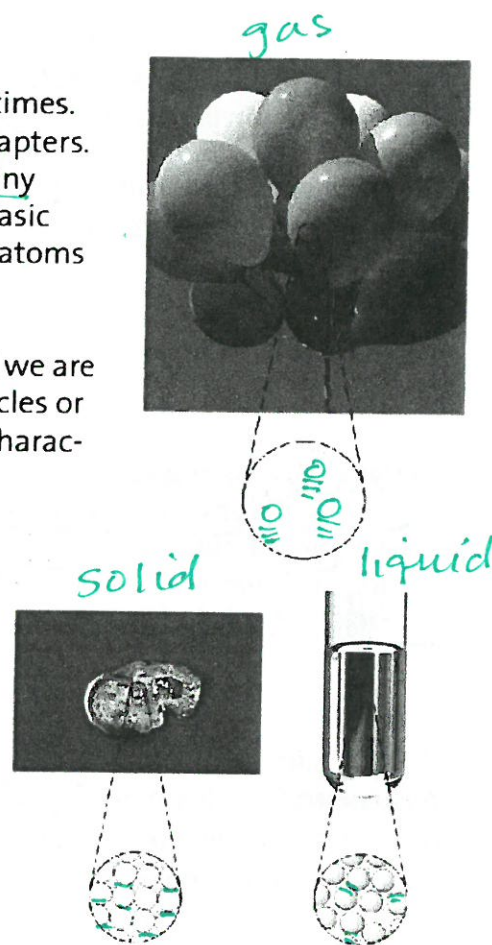 gas
times.
apters.
ny
asic
atoms
we are
cles or
harac-
solid
liquid